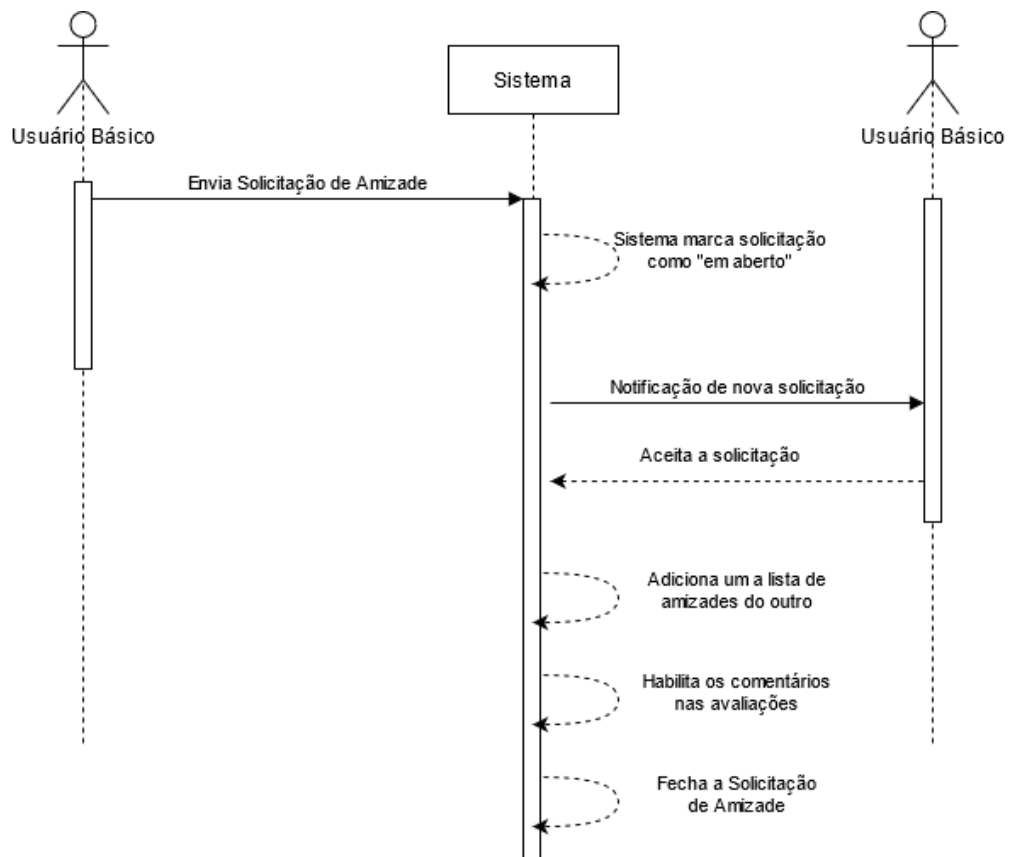 Sistema
Usuário Básico
Usuário Básico
Envia Solicitação de Amizade
Sistema marca solicitação
como "em aberto"
Notificação de nova solicitação
Aceita a solicitação
Adiciona um a lista de
amizades do outro
Habilita os comentários
nas avaliações
Fecha a Solicitação
de Amizade